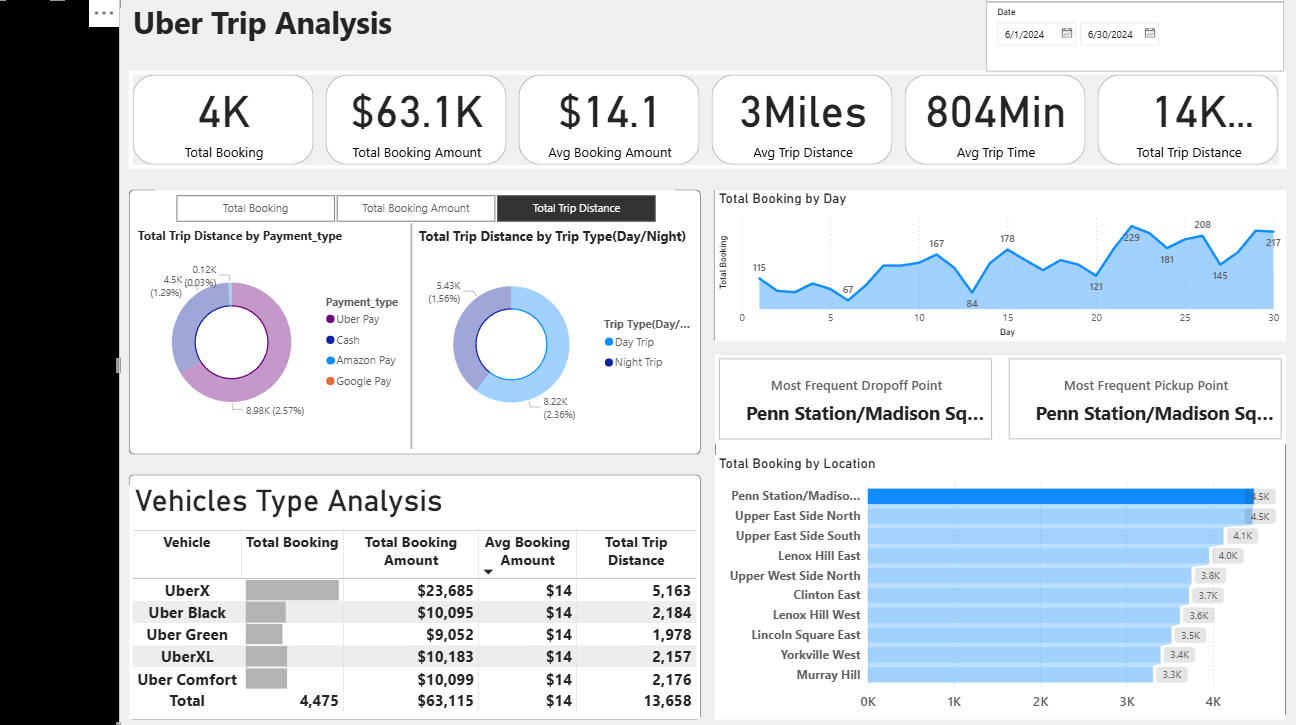 Uber Trip Analysis
Date
6/1/2024
6/30/2024
4K
Total Booking
$63.1K
Total Booking Amount
$14.1
Avg Booking Amount
3Miles
Avg Trip Distance
804Min
Avg Trip Time
14K...
Total Trip Distance
Total Booking
Total Booking Amount
Total Trip Distance
Total Trip Distance by Payment_type
0.12K
(0.03%)
4.5K
(1.29%)
8.98K (2.57%)
Payment_type
Uber Pay
Cash
Amazon Pay
Google Pay
Total Trip Distance by Trip Type(Day/Night)
5.43K
(1.56%)
8.22K
(2.36%)
Trip Type(Day/...
Day Trip
Night Trip
Total Booking by Day
Total Booking
115
67
167
84
178
121
229
181
208
145
217
0 5 10 15 20 25 30
Day
Most Frequent Dropoff Point
Penn Station/Madison Sq...
Most Frequent Pickup Point
Penn Station/Madison Sq...
Vehicles Type Analysis
Vehicle Total Booking Total Booking Amount Avg Booking Amount Total Trip Distance
UberX $23,685 $14 5,163
Uber Black $10,095 $14 2,184
Uber Green $9,052 $14 1,978
UberXL $10,183 $14 2,157
Uber Comfort $10,099 $14 2,176
Total 4,475 $63,115 $14 13,658
Total Booking by Location
Penn Station/Madiso... 4.5K
Upper East Side North 4.5K
Upper East Side South 4.1K
Lenox Hill East 4.0K
Upper West Side North 3.8K
Clinton East 3.7K
Lenox Hill West 3.6K
Lincoln Square East 3.5K
Yorkville West 3.4K
Murray Hill 3.3K
0K 1K 2K 3K 4K